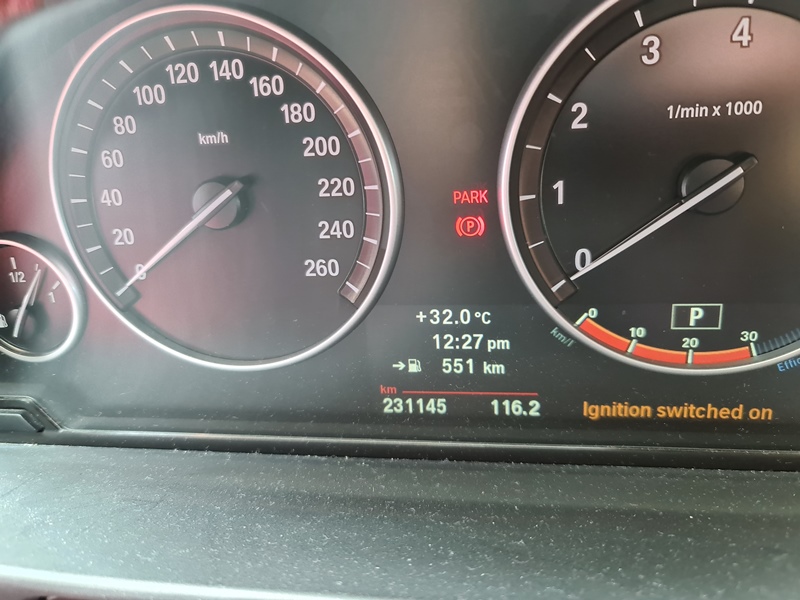 20
40
60
80
100
120
140
160
180
200
220
240
260
km/h
0
1/2
1
PARK
P
+32.0 °C
12:27 pm
551 km
km
231145 116.2
0
1
2
3
4
1/min x 1000
P
km/l
0
10
20
30
Effic
Ignition switched on